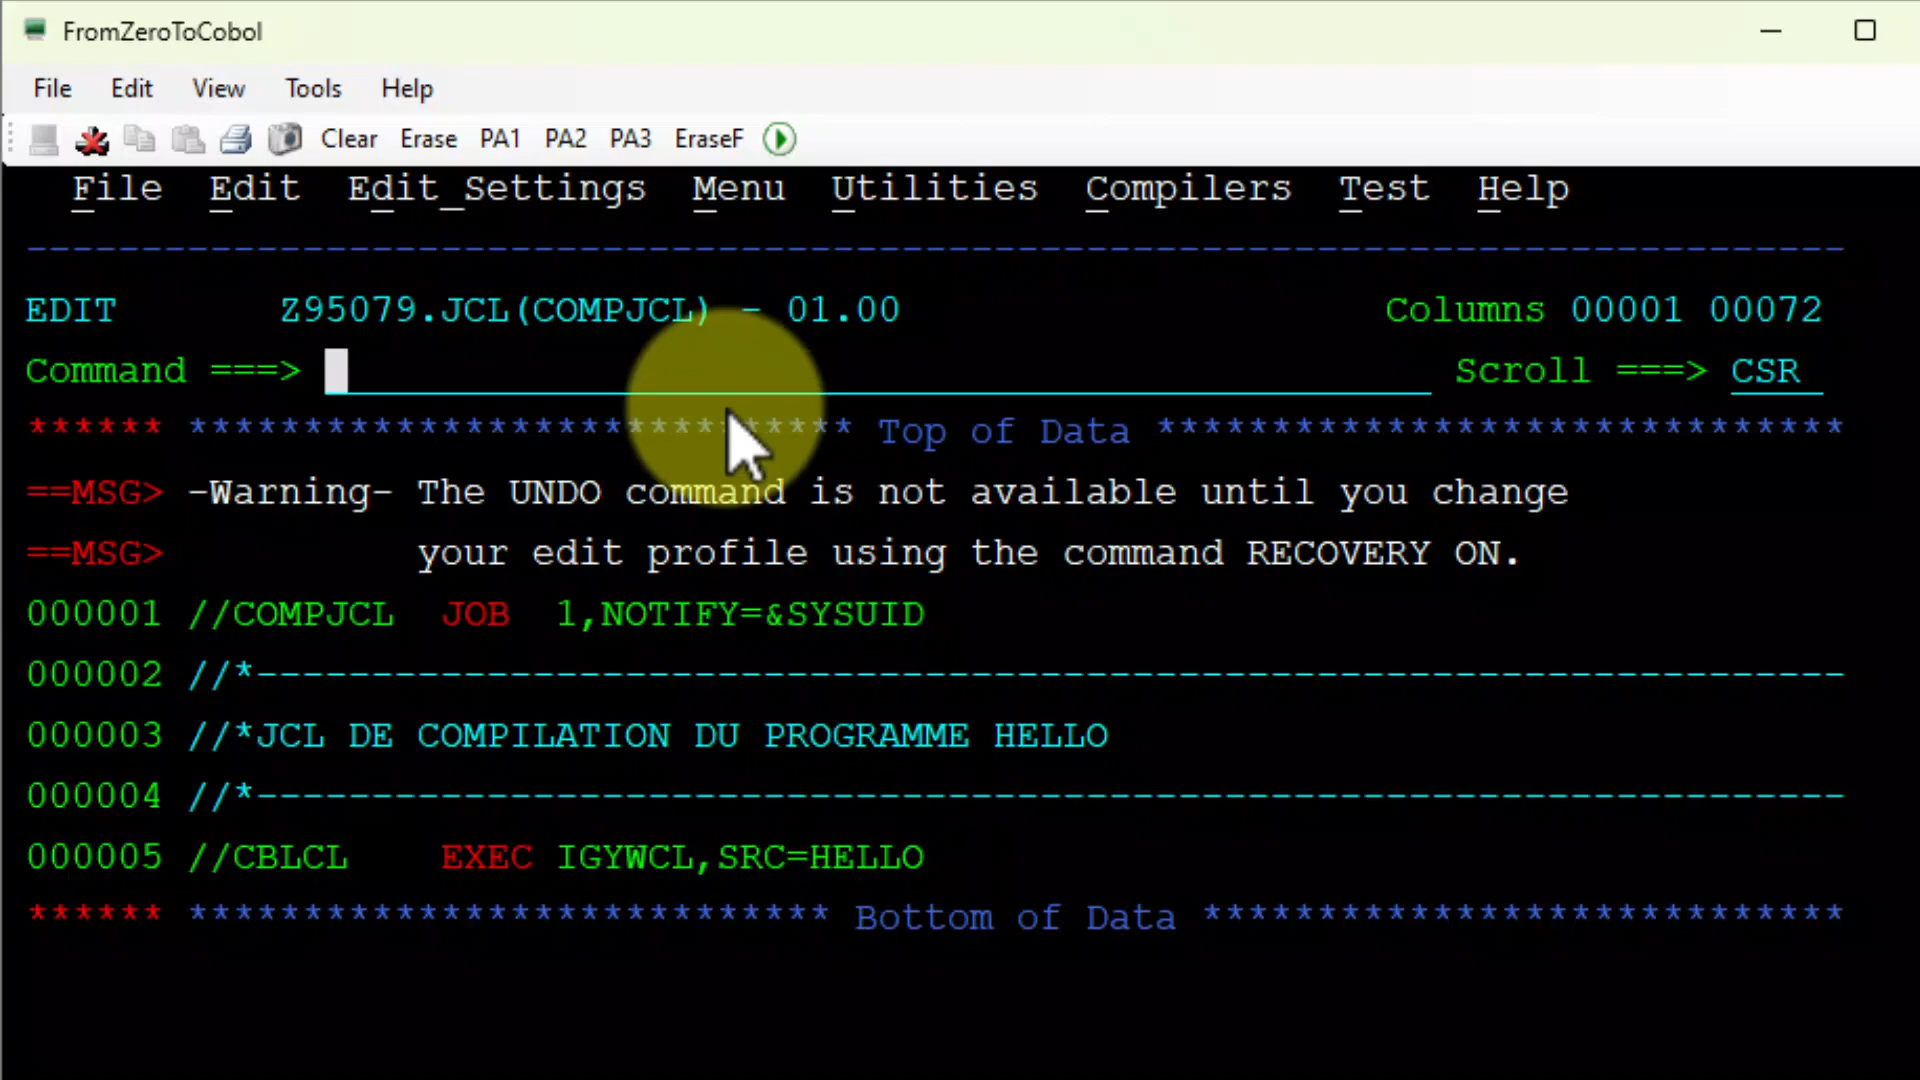 FromZeroToCobol
File Edit View Tools Help
Clear Erase PA1 PA2 PA3 EraseF
File Edit Edit_Settings Menu Utilities Compilers Test Help
-------------------------------------------------------------------------------
EDIT Z95079.JCL(COMPJCL) - 01.00 Columns 00001 00072
Command ===> Scroll ===> CSR
****** ***************************** Top of Data ******************************
==MSG> -Warning- The UNDO command is not available until you change
==MSG> your edit profile using the command RECOVERY ON.
000001 //COMPJCL JOB 1,NOTIFY=&SYSUID
000002 //*---------------------------------------------------------------------
000003 //*JCL DE COMPILATION DU PROGRAMME HELLO
000004 //*---------------------------------------------------------------------
000005 //CBLCL EXEC IGYWCL,SRC=HELLO
****** **************************** Bottom of Data ****************************